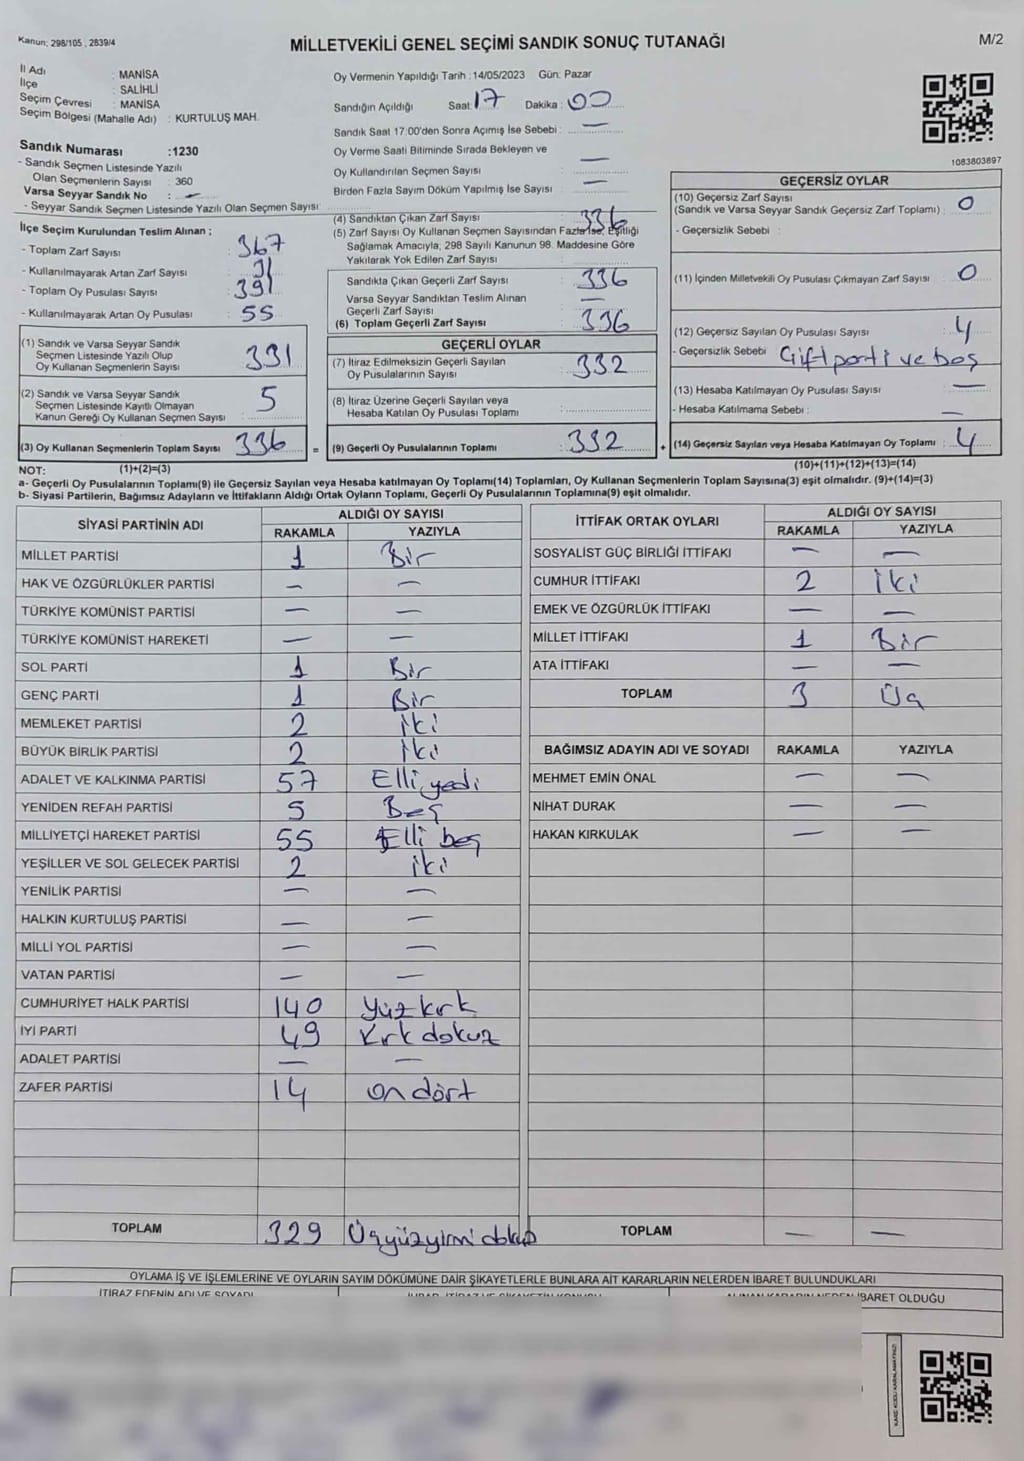 Kanun; 298/105 ; 2839/4
MİLLETVEKİLİ GENEL SEÇİMİ SANDIK SONUÇ TUTANAĞI
M/2
İl Adı : MANİSA
İlçe : SALİHLİ
Seçim Çevresi : MANİSA
Seçim Bölgesi (Mahalle Adı) : KURTULUŞ MAH.
Sandık Numarası :1230
- Sandık Seçmen Listesinde Yazılı
Olan Seçmenlerin Sayısı : 360
Varsa Seyyar Sandık No : —
- Seyyar Sandık Seçmen Listesinde Yazılı Olan Seçmen Sayısı:
Oy Vermenin Yapıldığı Tarih :14/05/2023 Gün: Pazar
Sandığın Açıldığı Saat: 17 Dakika : 00
Sandık Saat 17:00'den Sonra Açımış İse Sebebi : —
Oy Verme Saati Bitiminde Sırada Bekleyen ve
Oy Kullandırılan Seçmen Sayısı : —
Birden Fazla Sayım Döküm Yapılmış İse Sayısı : —
1083803897
İlçe Seçim Kurulundan Teslim Alınan ;
- Toplam Zarf Sayısı : 367
- Kullanılmayarak Artan Zarf Sayısı : 31
- Toplam Oy Pusulası Sayısı : 391
- Kullanılmayarak Artan Oy Pusulası : 55
(1) Sandık ve Varsa Seyyar Sandık
Seçmen Listesinde Yazılı Olup
Oy Kullanan Seçmenlerin Sayısı : 331
(2) Sandık ve Varsa Seyyar Sandık
Seçmen Listesinde Kayıtlı Olmayan
Kanun Gereği Oy Kullanan Seçmen Sayısı : 5
(3) Oy Kullanan Seçmenlerin Toplam Sayısı : 336 =
(4) Sandıktan Çıkan Zarf Sayısı : 336
(5) Zarf Sayısı Oy Kullanan Seçmen Sayısından Fazla İse, Eşitliği
Sağlamak Amacıyla, 298 Sayılı Kanunun 98. Maddesine Göre
Yakılarak Yok Edilen Zarf Sayısı :
Sandıkta Çıkan Geçerli Zarf Sayısı : 336
Varsa Seyyar Sandıktan Teslim Alınan
Geçerli Zarf Sayısı : —
(6) Toplam Geçerli Zarf Sayısı : 336
GEÇERLİ OYLAR
(7) İtiraz Edilmeksizin Geçerli Sayılan
Oy Pusulalarının Sayısı : 332
(8) İtiraz Üzerine Geçerli Sayılan veya
Hesaba Katılan Oy Pusulası Toplamı :
(9) Geçerli Oy Pusulalarının Toplamı : 332 +
GEÇERSİZ OYLAR
(10) Geçersiz Zarf Sayısı
(Sandık ve Varsa Seyyar Sandık Geçersiz Zarf Toplamı) : 0
- Geçersizlik Sebebi :
(11) İçinden Milletvekili Oy Pusulası Çıkmayan Zarf Sayısı : 0
(12) Geçersiz Sayılan Oy Pusulası Sayısı : 4
- Geçersizlik Sebebi Çift parti ve boş
(13) Hesaba Katılmayan Oy Pusulası Sayısı : —
- Hesaba Katılmama Sebebi : —
(14) Geçersiz Sayılan veya Hesaba Katılmayan Oy Toplamı : 4
NOT: (1)+(2)=(3) (10)+(11)+(12)+(13)=(14)
a- Geçerli Oy Pusulalarının Toplamı(9) ile Geçersiz Sayılan veya Hesaba katılmayan Oy Toplamı(14) Toplamları, Oy Kullanan Seçmenlerin Toplam Sayısına(3) eşit olmalıdır. (9)+(14)=(3)
b- Siyasi Partilerin, Bağımsız Adayların ve İttifakların Aldığı Ortak Oyların Toplamı, Geçerli Oy Pusulalarının Toplamına(9) eşit olmalıdır.
SİYASİ PARTİNİN ADI ALDIĞI OY SAYISI
RAKAMLA YAZIYLA
MİLLET PARTİSİ 1 Bir
HAK VE ÖZGÜRLÜKLER PARTİSİ — —
TÜRKİYE KOMÜNİST PARTİSİ — —
TÜRKİYE KOMÜNİST HAREKETİ — —
SOL PARTİ 1 Bir
GENÇ PARTİ 1 Bir
MEMLEKET PARTİSİ 2 iki
BÜYÜK BİRLİK PARTİSİ 2 iki
ADALET VE KALKINMA PARTİSİ 57 Elli yedi
YENİDEN REFAH PARTİSİ 5 Beş
MİLLİYETÇİ HAREKET PARTİSİ 55 Elli beş
YEŞİLLER VE SOL GELECEK PARTİSİ 2 iki
YENİLİK PARTİSİ — —
HALKIN KURTULUŞ PARTİSİ — —
MİLLİ YOL PARTİSİ — —
VATAN PARTİSİ — —
CUMHURİYET HALK PARTİSİ 140 Yüz kırk
İYİ PARTİ 49 Kırk dokuz
ADALET PARTİSİ — —
ZAFER PARTİSİ 14 on dört
TOPLAM 329 Üçyüzyirmi dokuz
İTTİFAK ORTAK OYLARI ALDIĞI OY SAYISI
RAKAMLA YAZIYLA
SOSYALİST GÜÇ BİRLİĞİ İTTİFAKI — —
CUMHUR İTTİFAKI 2 iki
EMEK VE ÖZGÜRLÜK İTTİFAKI — —
MİLLET İTTİFAKI 1 Bir
ATA İTTİFAKI — —
TOPLAM 3 Üç
BAĞIMSIZ ADAYIN ADI VE SOYADI RAKAMLA YAZIYLA
MEHMET EMİN ÖNAL — —
NİHAT DURAK — —
HAKAN KIRKULAK — —
TOPLAM — —
OYLAMA İŞ VE İŞLEMLERİNE VE OYLARIN SAYIM DÖKÜMÜNE DAİR ŞİKAYETLERLE BUNLARA AİT KARARLARIN NELERDEN İBARET BULUNDUKLARI
İTİRAZ EDENİN ADI VE SOYADI
İBARET OLDUĞU